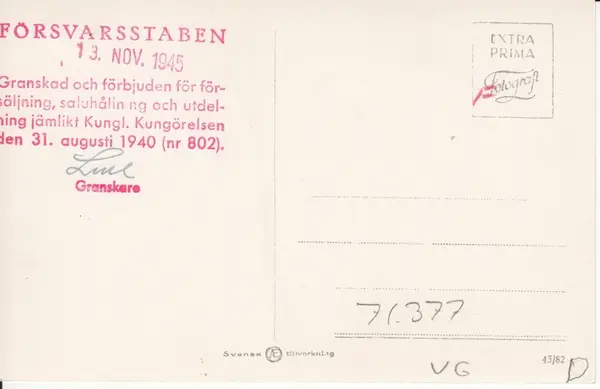 FÖRSVARSSTABEN
13. NOV. 1945
Granskad och förbjuden för för-
säljning, saluhållning och utdel-
ning jämlikt Kungl. Kungörelsen
den 31. augusti 1940 (nr 802).
Granskare
EXTRA
PRIMA
Fotografi
71.377
Svensk Æ tillverkning
43/82
VG
D